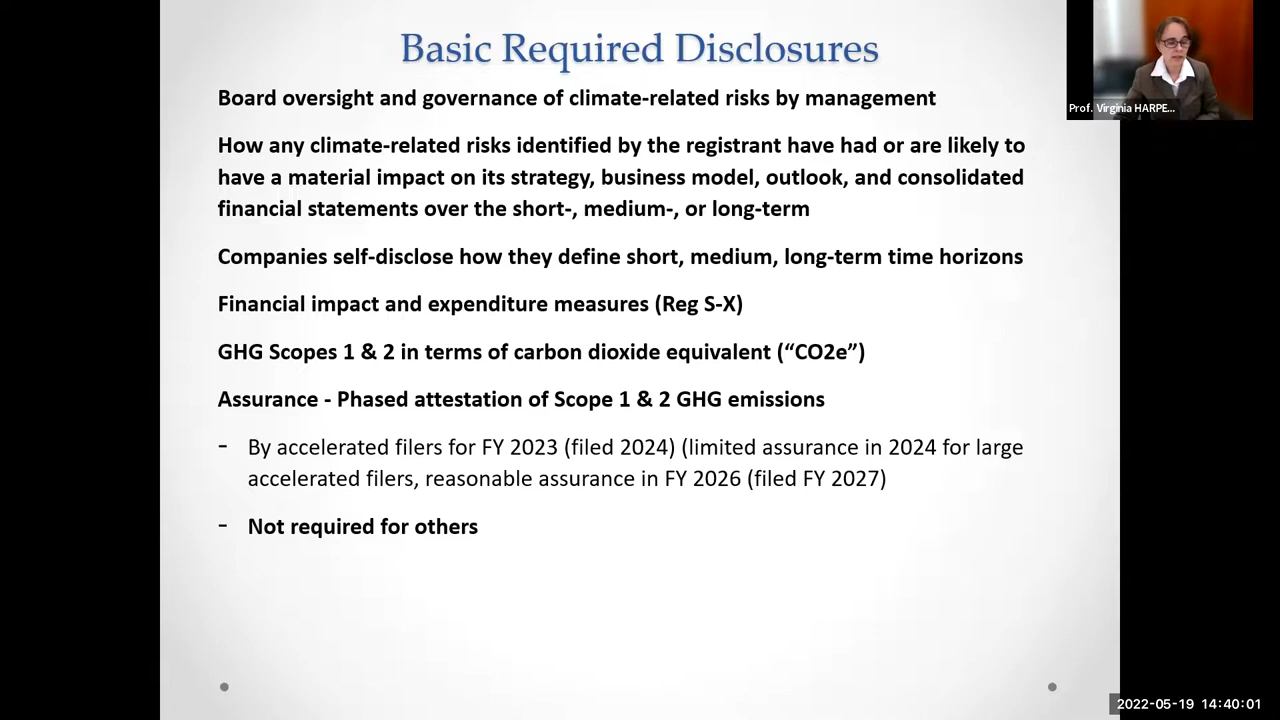 Basic Required Disclosures
Prof. Virginia HARPE...
Board oversight and governance of climate-related risks by management
How any climate-related risks identified by the registrant have had or are likely to
have a material impact on its strategy, business model, outlook, and consolidated
financial statements over the short-, medium-, or long-term
Companies self-disclose how they define short, medium, long-term time horizons
Financial impact and expenditure measures (Reg S-X)
GHG Scopes 1 & 2 in terms of carbon dioxide equivalent (“CO2e”)
Assurance - Phased attestation of Scope 1 & 2 GHG emissions
- By accelerated filers for FY 2023 (filed 2024) (limited assurance in 2024 for large
accelerated filers, reasonable assurance in FY 2026 (filed FY 2027)
- Not required for others
2022-05-19 14:40:01